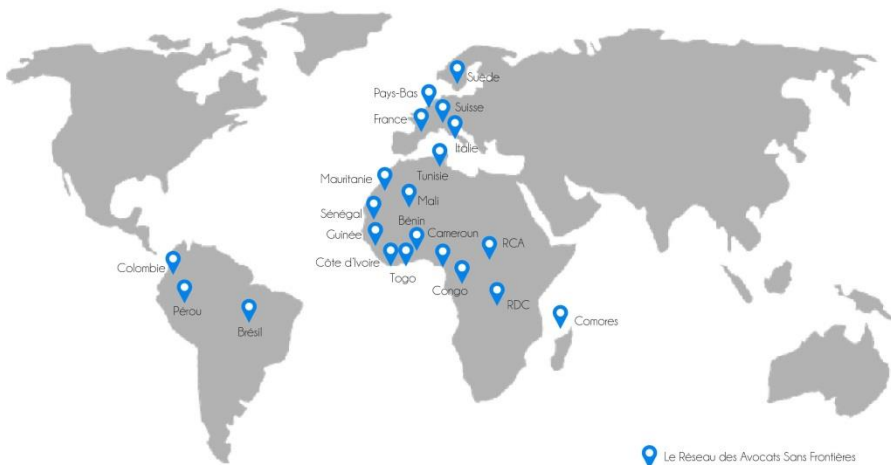 Suède
Pays-Bas
Suisse
France
Italie
Tunisie
Mauritanie
Mali
Sénégal
Bénin
Guinée
Cameroun
RCA
Côte d'Ivoire
Colombie
Togo
Congo
Pérou
RDC
Comores
Brésil
Le Réseau des Avocats Sans Frontières